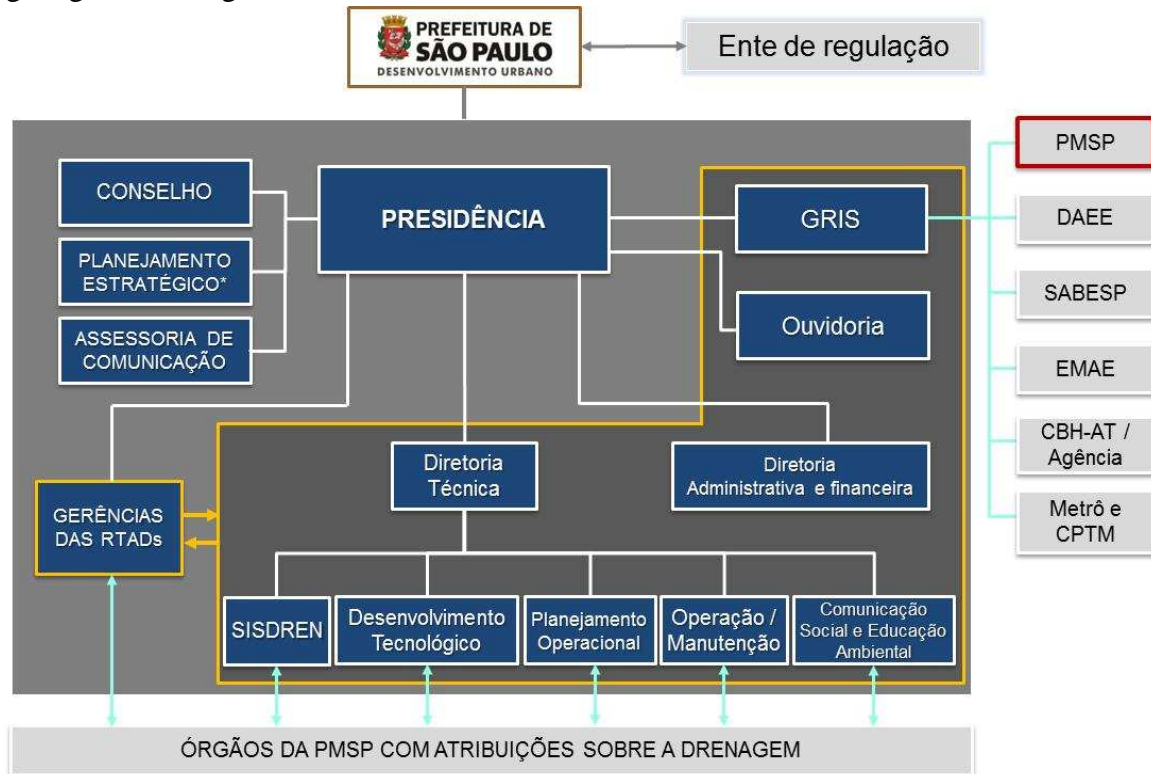 PREFEITURA DE
SÃO PAULO
DESENVOLVIMENTO URBANO
Ente de regulação
CONSELHO
PLANEJAMENTO
ESTRATÉGICO*
ASSESSORIA DE
COMUNICAÇÃO
PRESIDÊNCIA
GRIS
Ouvidoria
PMSP
DAEE
SABESP
EMAE
CBH-AT /
Agência
Metrô e
CPTM
GERÊNCIAS
DAS RTADs
Diretoria
Técnica
Diretoria
Administrativa e financeira
SISDREN
Desenvolvimento
Tecnológico
Planejamento
Operacional
Operação /
Manutenção
Comunicação
Social e Educação
Ambiental
ÓRGÃOS DA PMSP COM ATRIBUIÇÕES SOBRE A DRENAGEM